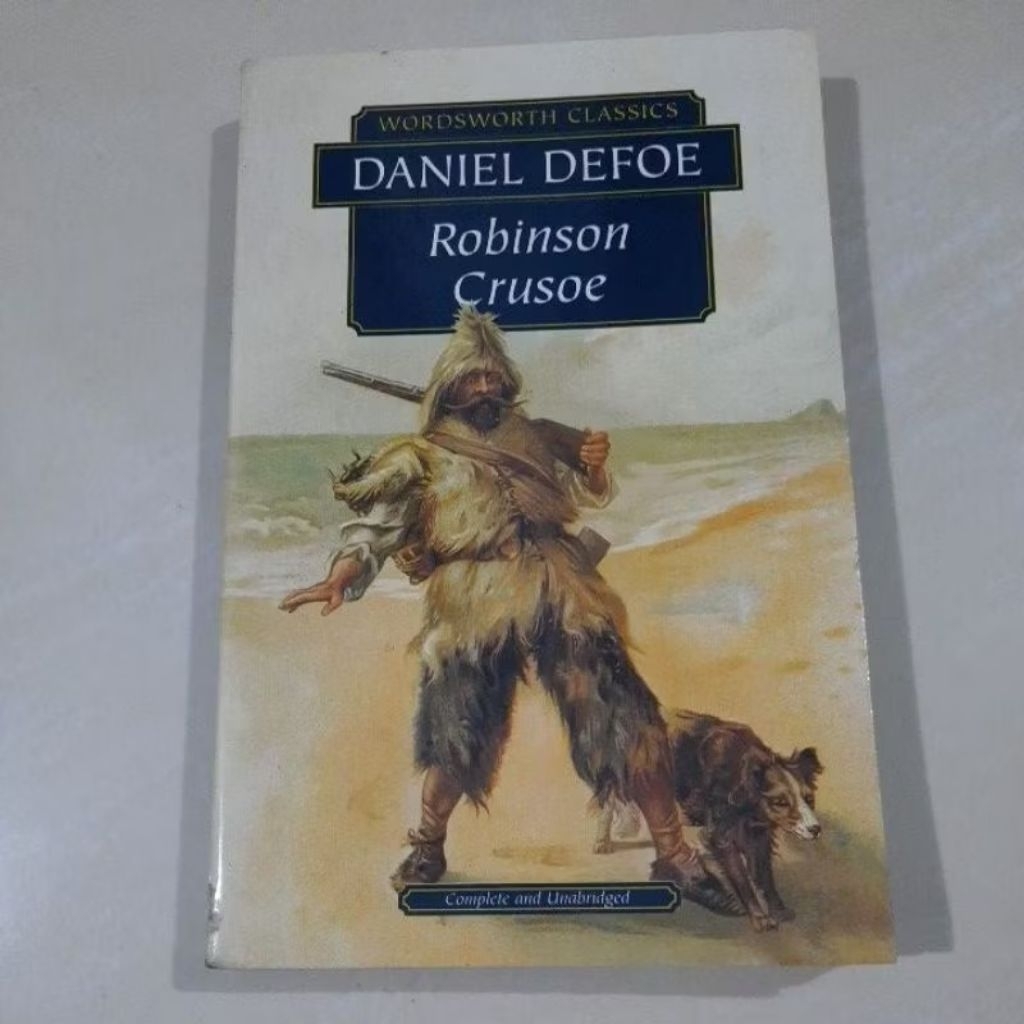 WORDSWORTH CLASSICS
DANIEL DEFOE
Robinson
Crusoe
Complete and Unabridged